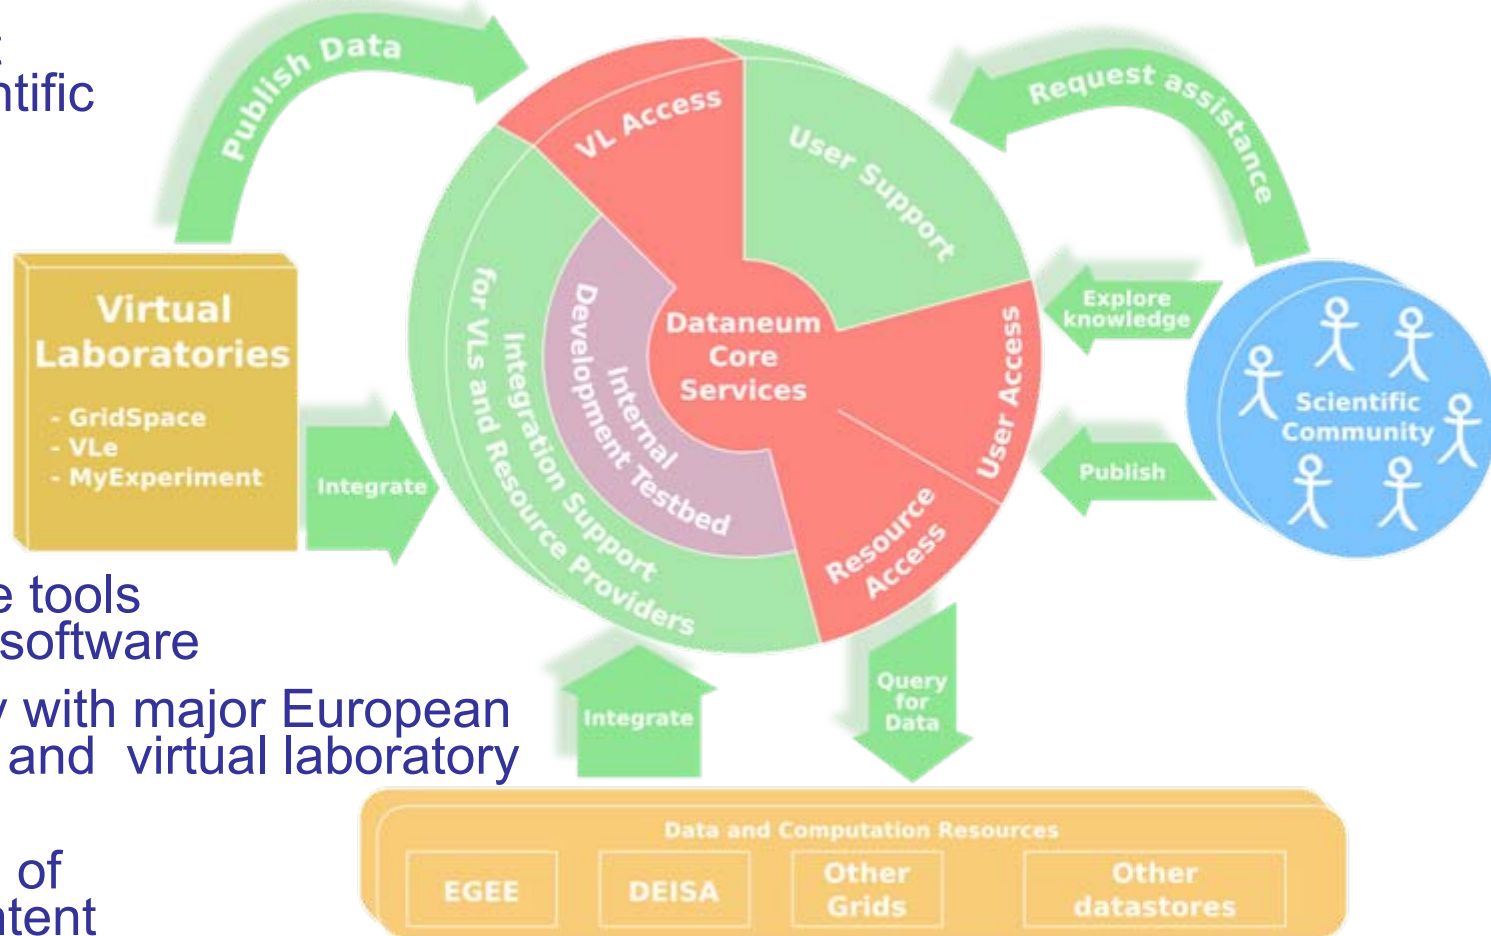 ntific
Publish Data
VL Access
User Support
Request assistance
Virtual
Laboratories
- GridSpace
- VLe
- MyExperiment
Integrate
for VLs and Resource Providers
Integration Support
Development Testbed
Internal
Dataneum
Core
Services
User Access
Resource
Access
Explore
knowledge
Publish
Scientific
Community
e tools
software
y with major European
and virtual laboratory
Integrate
Query
for
Data
of
ntent
Data and Computation Resources
EGEE
DEISA
Other
Grids
Other
datastores